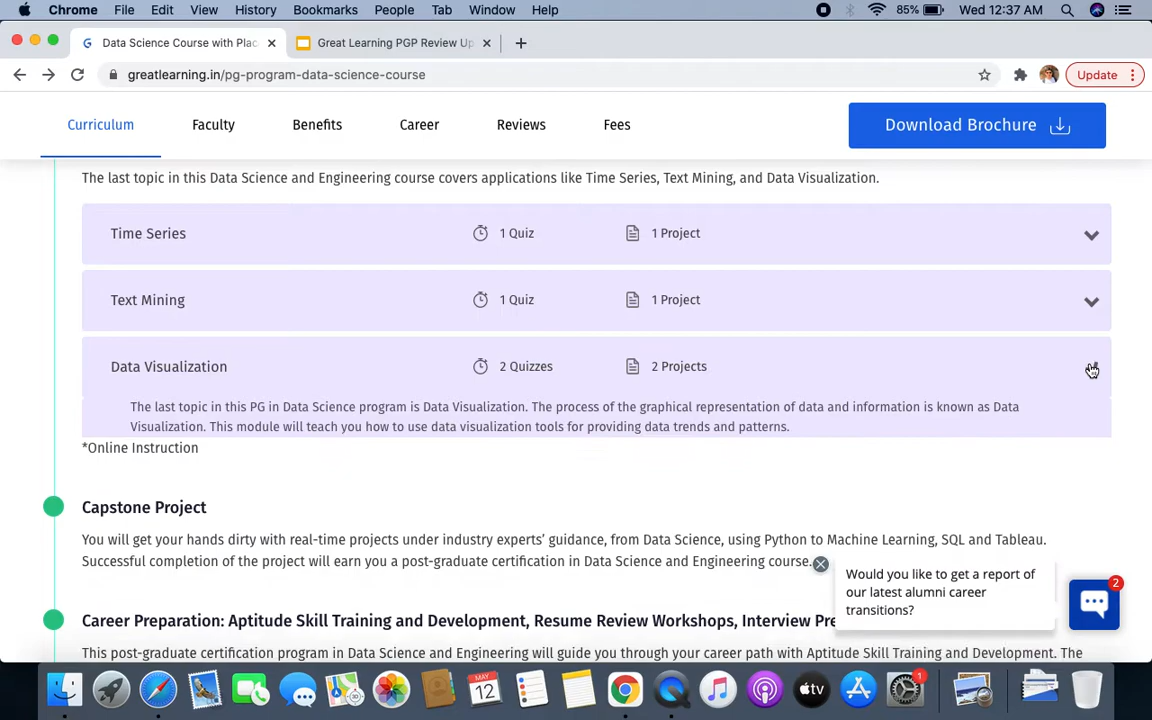 Chrome File Edit View History Bookmarks People Tab Window Help 85% Wed 12:37 AM
Data Science Course with Plac Great Learning PGP Review Up
greatlearning.in/pg-program-data-science-course Update
Curriculum Faculty Benefits Career Reviews Fees Download Brochure
The last topic in this Data Science and Engineering course covers applications like Time Series, Text Mining, and Data Visualization.
Time Series 1 Quiz 1 Project
Text Mining 1 Quiz 1 Project
Data Visualization 2 Quizzes 2 Projects
The last topic in this PG in Data Science program is Data Visualization. The process of the graphical representation of data and information is known as Data
Visualization. This module will teach you how to use data visualization tools for providing data trends and patterns.
*Online Instruction
Capstone Project
You will get your hands dirty with real-time projects under industry experts' guidance, from Data Science, using Python to Machine Learning, SQL and Tableau.
Successful completion of the project will earn you a post-graduate certification in Data Science and Engineering course.
Would you like to get a report of
our latest alumni career
transitions?
2
Career Preparation: Aptitude Skill Training and Development, Resume Review Workshops, Interview Pre
This post-graduate certification program in Data Science and Engineering will guide you through your career path with Aptitude Skill Training and Development. The
MAY
12
tv
1